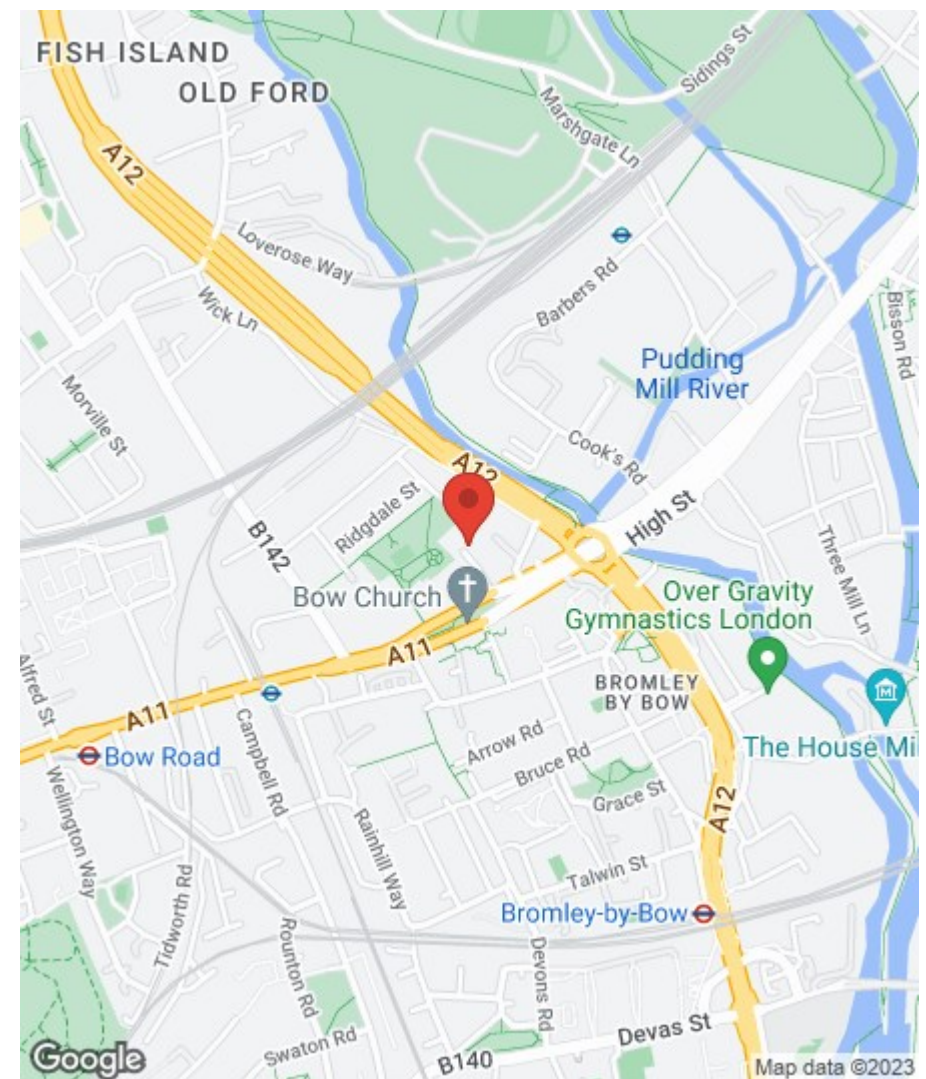 FISH ISLAND
OLD FORD
Sidings St
Marshgate Ln
A12
Loverose Way
Wick Ln
Barbers Rd
Bisson Rd
Pudding
Mill River
Morville St
Cook's Rd
A12
High St
Ridgdale St
B142
Three Mill Ln
Bow Church
Over Gravity
Gymnastics London
A11
BROMLEY
BY BOW
Alfred St
A11
Campbell Rd
Arrow Rd
The House Mil
Bow Road
Bruce Rd
Grace St
A12
Wellington Way
Rainhill Way
Talwin St
Tidworth Rd
Bromley-by-Bow
Rounton Rd
Devons Rd
Devas St
Swaton Rd
B140
Google
Map data ©2023